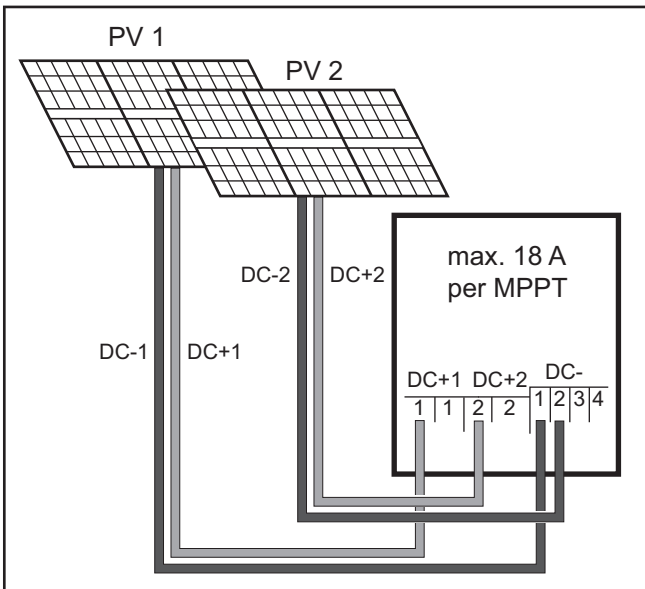 PV 1
PV 2
max. 18 A
per MPPT
DC-2
DC+2
DC-1
DC+1
DC+1 DC+2 DC-
1 1 2 2 1 2 3 4